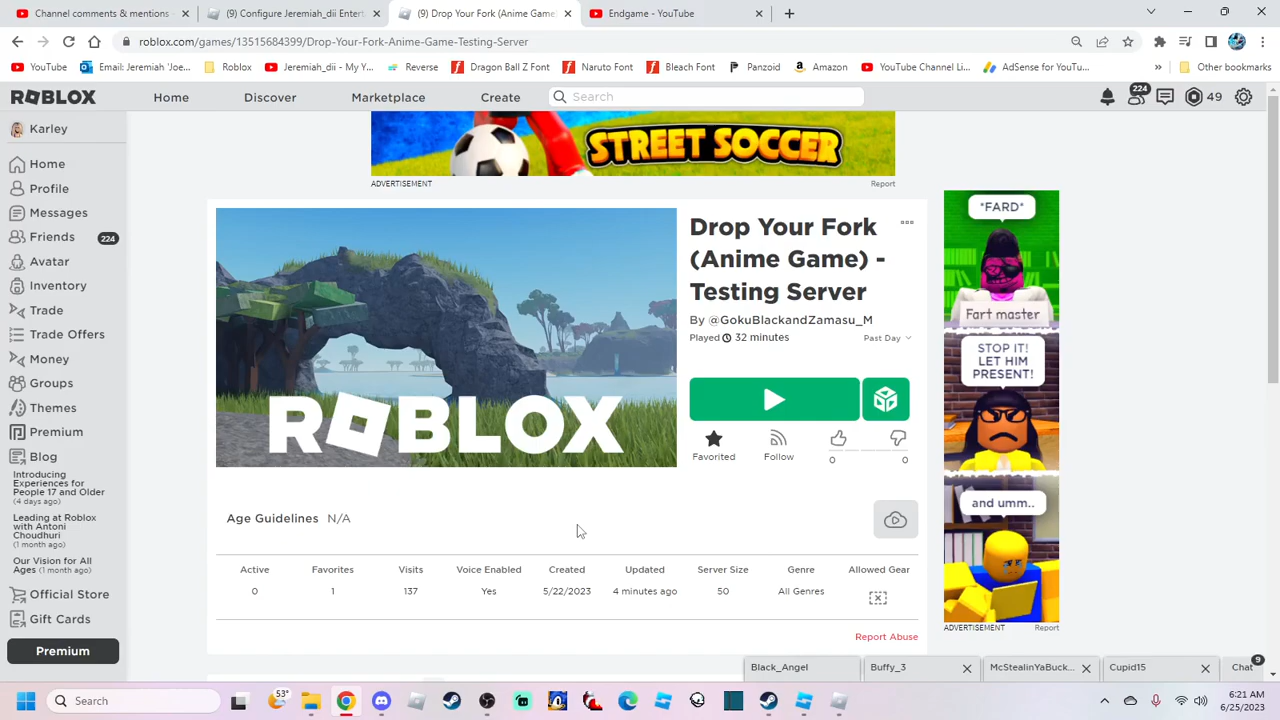 Channel content - YouTube S
(9) Configure - Roblox
(9) Drop Your Fork (Anime Game
Endgame - YouTube
roblox.com/games/13515684399/Drop-Your-Fork-Anime-Game-Testing-Server
YouTube
Email: Jeremiah 'Joe...
Roblox
Jeremiah_dii - My Y...
Reverse
Dragon Ball Z Font
Naruto Font
Bleach Font
Panzoid
Amazon
YouTube Channel Li...
AdSense for YouTu...
»
Other bookmarks
ROBLOX
Home
Discover
Marketplace
Create
Search
224
49
Karley
Home
Profile
Messages
Friends
224
Avatar
Inventory
Trade
Trade Offers
Money
Groups
Themes
Premium
Blog
Introducing
Experiences for
People 17 and Older
(4 days ago)
Leading at Roblox
with Antoni
Choudhuri
(1 month ago)
Our Vision for All
Ages (1 month ago)
Official Store
Gift Cards
Premium
STREET SOCCER
ADVERTISEMENT
Report
ROBLOX
Drop Your Fork
(Anime Game) -
Testing Server
By @GokuBlackandZamasu_M
Played 32 minutes
Past Day
Favorited
Follow
0
0
Age Guidelines N/A
Active
Favorites
Visits
Voice Enabled
Created
Updated
Server Size
Genre
Allowed Gear
0
1
137
Yes
5/22/2023
4 minutes ago
50
All Genres
Report Abuse
*FARD*
Fart master
STOP IT!
LET HIM
PRESENT!
and umm..
ADVERTISEMENT
Report
Black_Angel
Buffy_3
McStealinYaBuck...
Cupid15
Chat
9
Search
53°
6:21 AM
6/25/2023